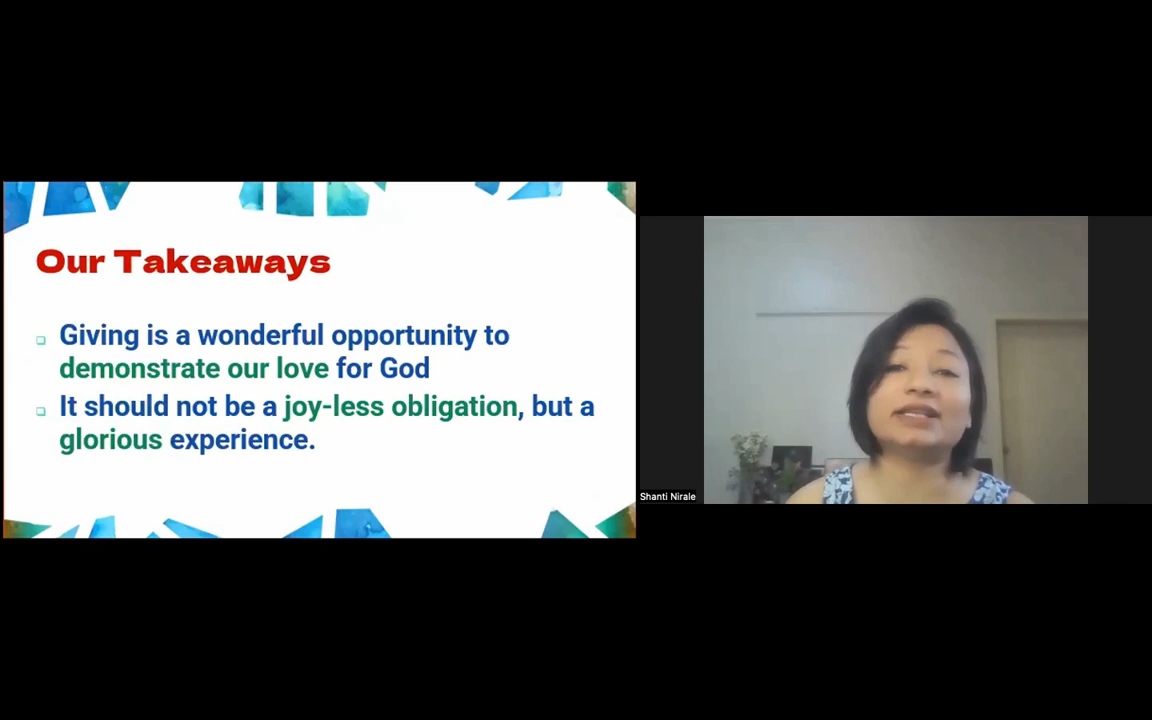 Our Takeaways
Giving is a wonderful opportunity to
demonstrate our love for God
It should not be a joy-less obligation, but a
glorious experience.
Shanti Nirale